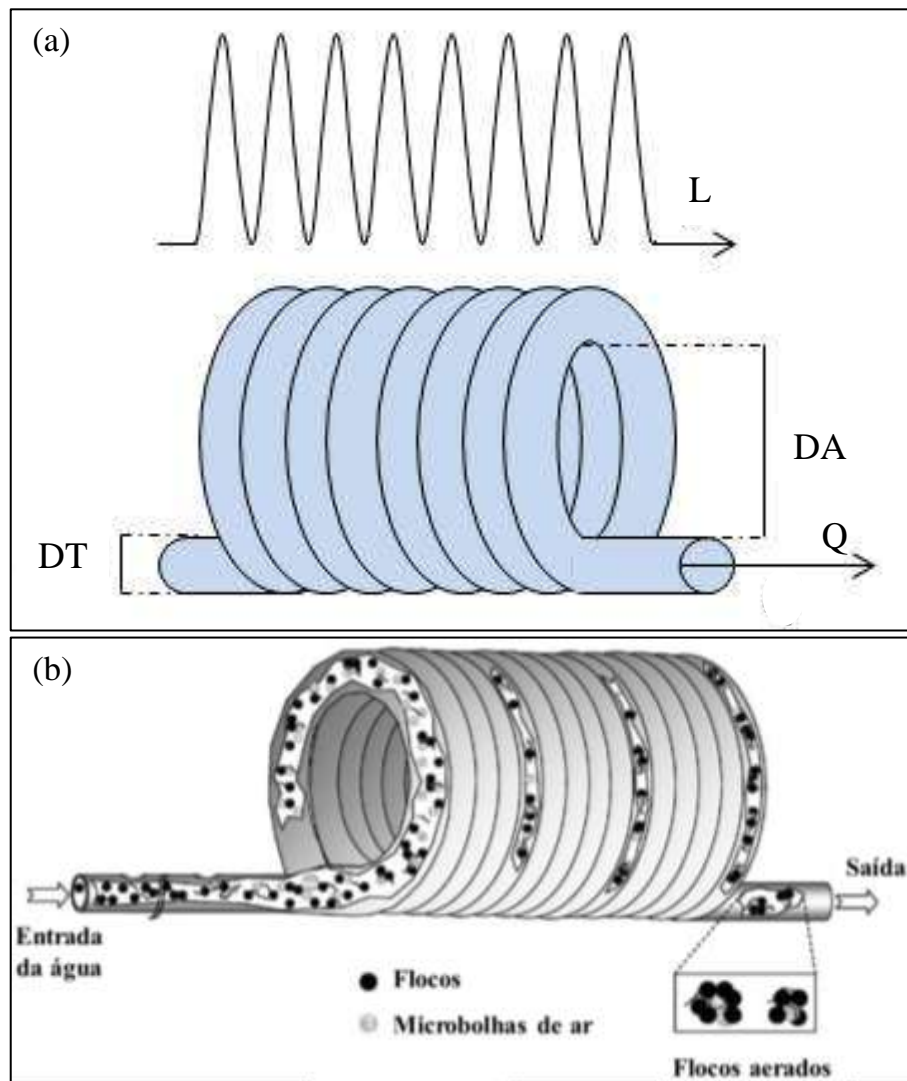 (a)
L
DA
DT
Q
(b)
Saída
Entrada
da água
Flocos
Microbolhas de ar
Flocos aerados